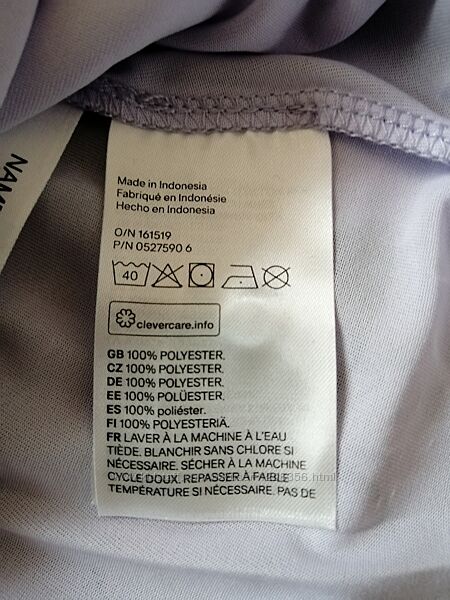 Made in Indonesia
Fabriqué en Indonésie
Hecho en Indonesia
O/N 161519
P/N 0527590 6
40
clevercare.info
GB 100% POLYESTER.
CZ 100% POLYESTER.
DE 100% POLYESTER.
EE 100% POLÜESTER.
ES 100% poliéster.
FI 100% POLYESTERIÄ.
FR LAVER À LA MACHINE À L'EAU
TIÈDE. BLANCHIR SANS CHLORE SI
NÉCESSAIRE. SÉCHER À LA MACHINE
CYCLE DOUX. REPASSER À FAIBLE
TEMPÉRATURE SI NÉCESSAIRE. PAS DE